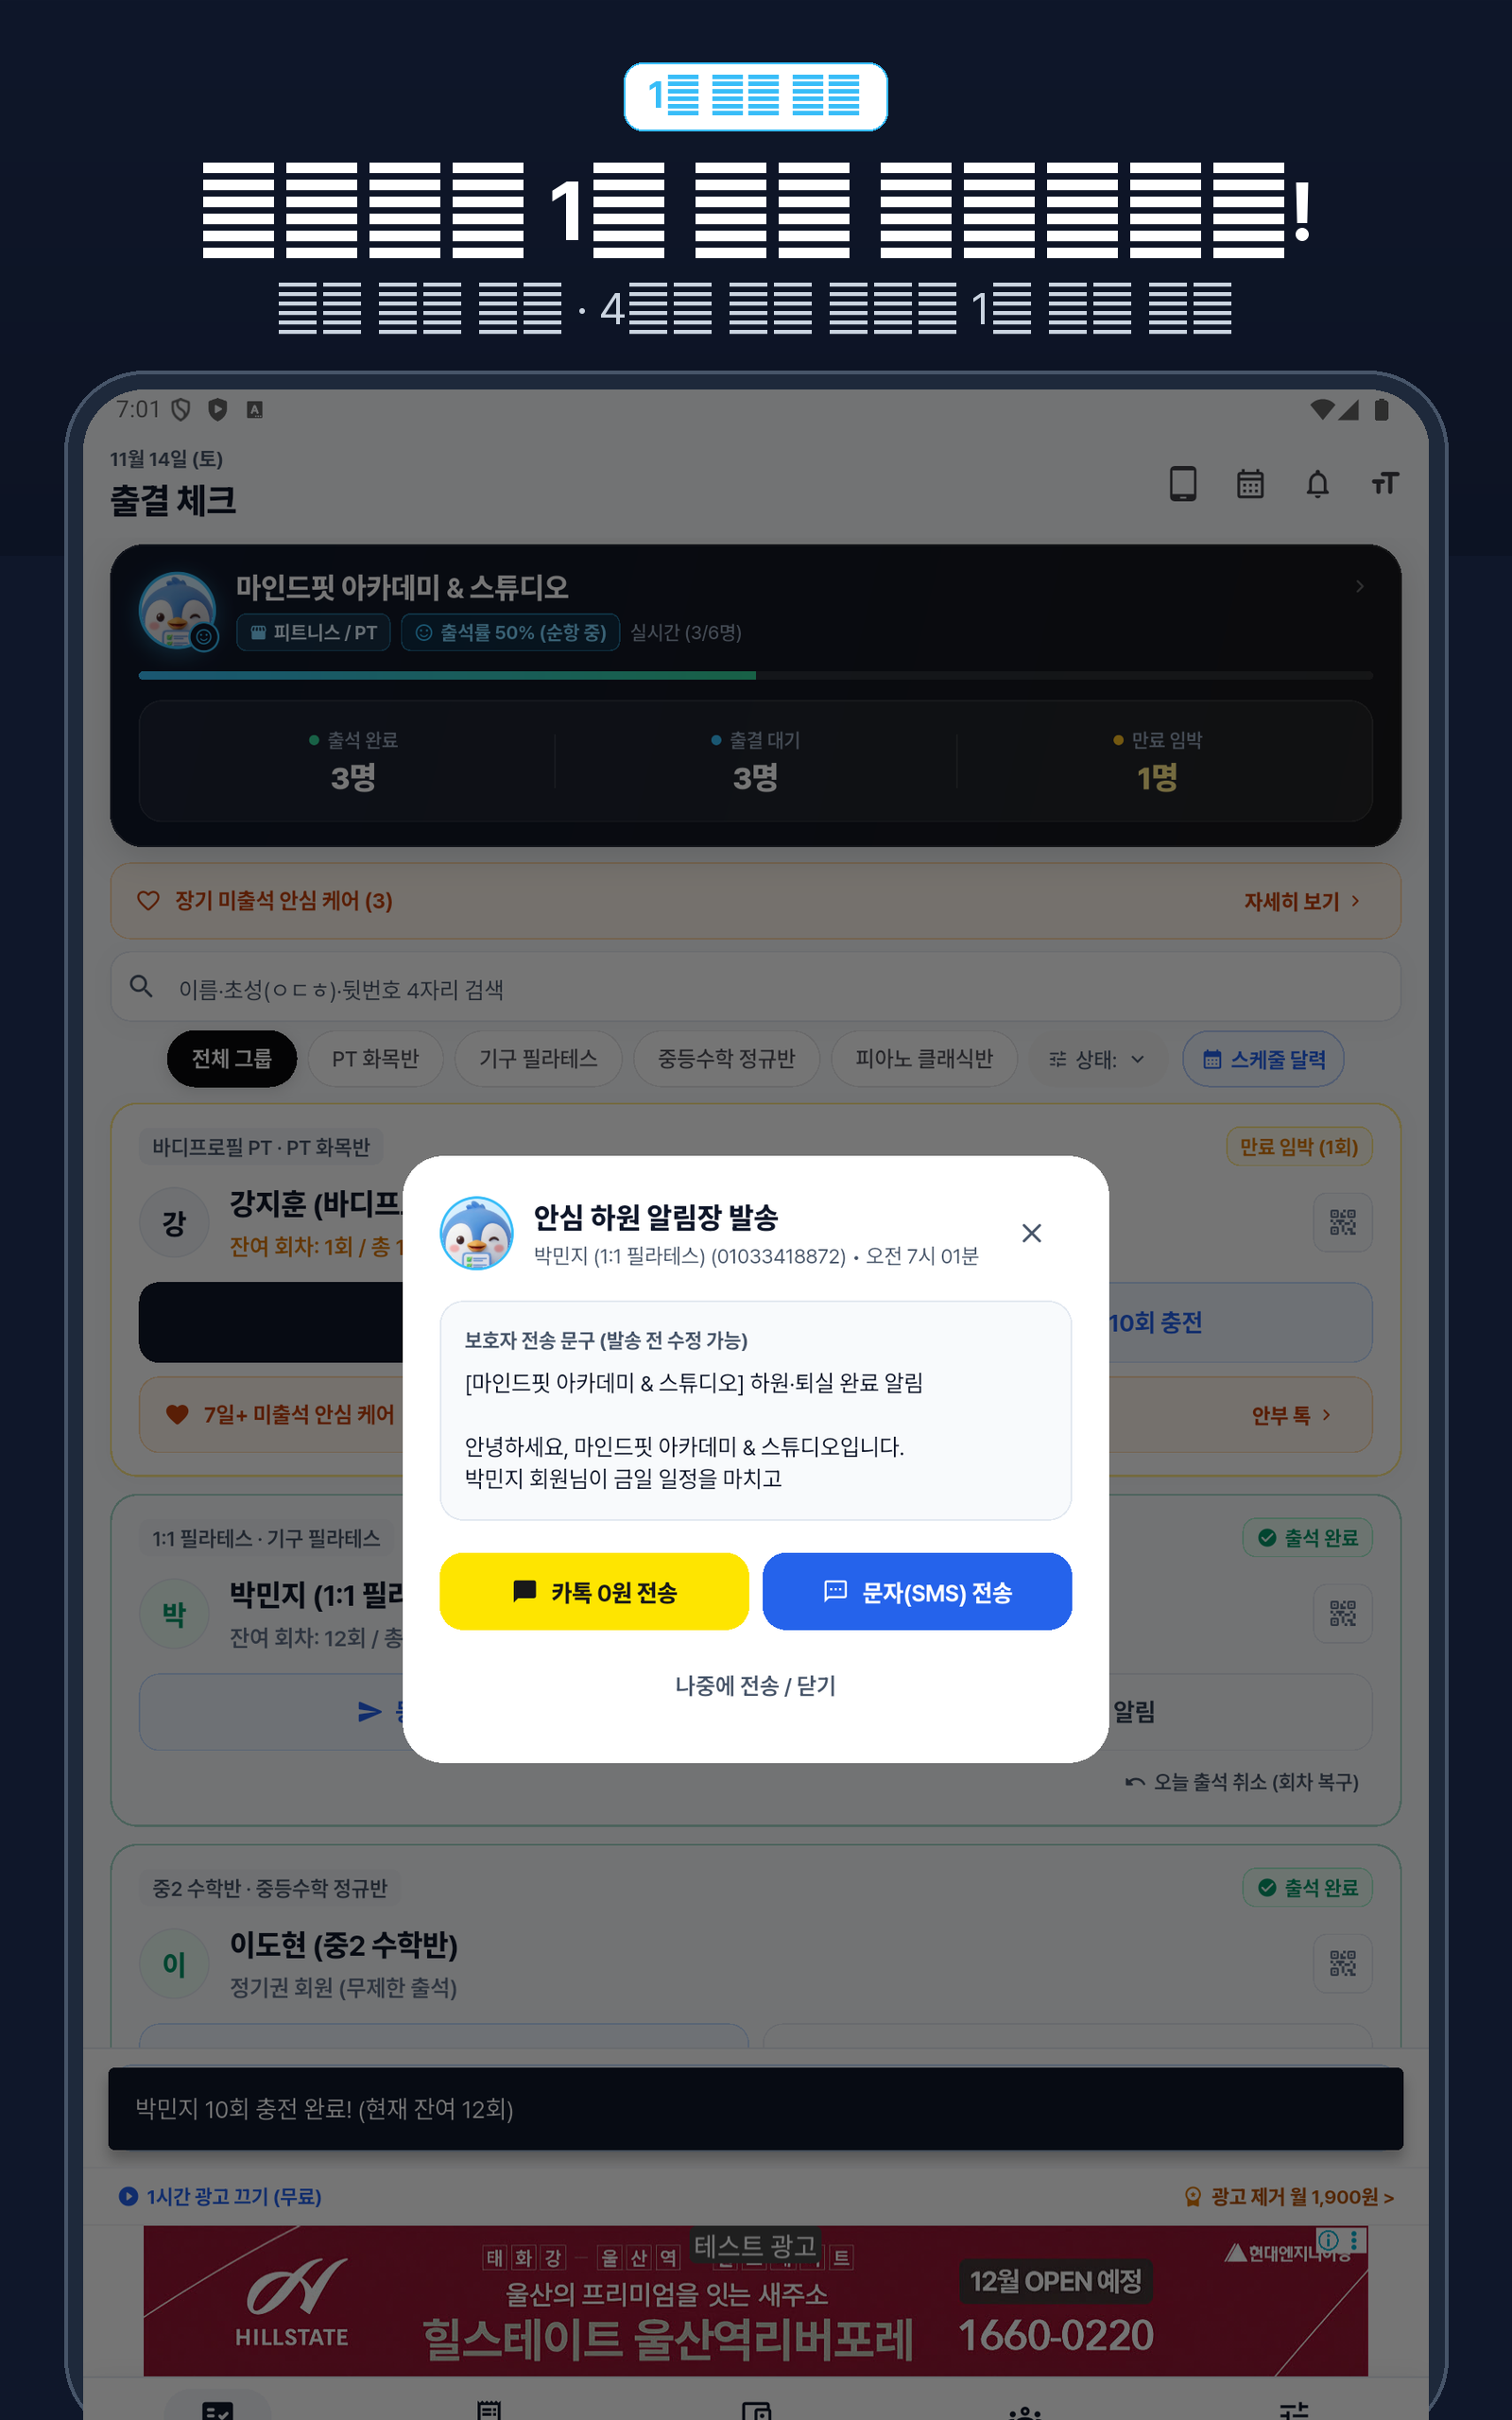 7:01
11월 14일 (토)
출결 체크
마인드핏 아카데미 & 스튜디오
피트니스 / PT
출석률 50% (순항 중)
실시간 (3/6명)
출석 완료
3명
출결 대기
3명
만료 임박
1명
장기 미출석 안심 케어 (3)
자세히 보기
이름·초성(ㅇㄷㅎ)·뒷번호 4자리 검색
전체 그룹
PT 화목반
기구 필라테스
중등수학 정규반
피아노 클래식반
상태:
스케줄 달력
바디프로필 PT · PT 화목반
만료 임박 (1회)
강
강지훈 (바디프
잔여 회차: 1회 / 총 1
10회 충전
7일+ 미출석 안심 케어
안부 톡
안심 하원 알림장 발송
박민지 (1:1 필라테스) (01033418872) • 오전 7시 01분
보호자 전송 문구 (발송 전 수정 가능)
[마인드핏 아카데미 & 스튜디오] 하원·퇴실 완료 알림
안녕하세요, 마인드핏 아카데미 & 스튜디오입니다.
박민지 회원님이 금일 일정을 마치고
카톡 0원 전송
문자(SMS) 전송
나중에 전송 / 닫기
1:1 필라테스 · 기구 필라테스
출석 완료
박
박민지 (1:1 필라
잔여 회차: 12회 / 총
알림
오늘 출석 취소 (회차 복구)
중2 수학반 · 중등수학 정규반
출석 완료
이
이도현 (중2 수학반)
정기권 회원 (무제한 출석)
박민지 10회 충전 완료! (현재 잔여 12회)
1시간 광고 끄기 (무료)
광고 제거 월 1,900원 >
테스트 광고
태화강 – 울산역
울산의 프리미엄을 잇는 새주소
힐스테이트 울산역리버포레
HILLSTATE
12월 OPEN 예정
1660-0220
현대엔지니어링